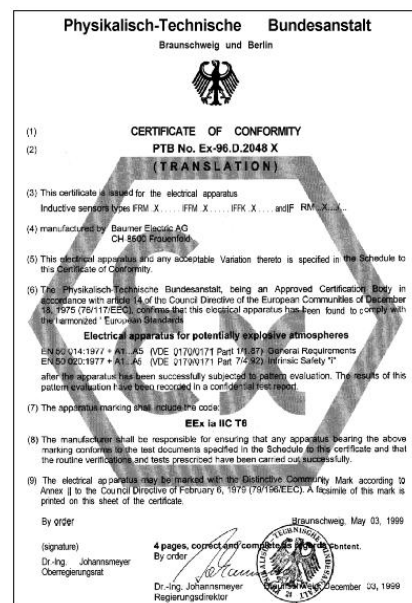 Physikalisch-Technische Bundesanstalt
Braunschweig und Berlin
(1) CERTIFICATE OF CONFORMITY
(2) PTB No. Ex-96.D.2048 X
(TRANSLATION)
(3) This certificate is issued for the electrical apparatus
Inductive sensors types IFRM .X..... IFFM .X..... IFFK .X.... and IF RM...X.../...
(4) manufactured by Baumer Electric AG
CH 8500 Frauenfeld
(5) This electrical apparatus and any acceptable Variation thereto is specified in the Schedule to
this Certificate of Conformity.
(6) The Physikalisch-Technische Bundesanstalt, being an Approved Certification Body in
accordance with article 14 of the Council Directive of the European Communities of December
18, 1975 (76/117/EEC), confirms that this electrical apparatus has been found to comply with
the harmonized European Standards
Electrical apparatus for potentially explosive atmospheres
EN 50 014:1977 + A1...A5 (VDE 0170/0171 Part 1/1.87) General Requirements
EN 50 020:1977 + A1...A5 (VDE 0170/0171 Part 7/4.92) Intrinsic Safety "i"
after the apparatus has been successfully subjected to pattern evaluation. The results of this
pattern evaluation have been recorded in a confidential test report.
(7) The apparatus marking shall include the code:
EEx ia IIC T6
(8) The manufacturer shall be responsible for ensuring that any apparatus bearing the above
marking conforms to the test documents specified in the Schedule to this certificate and that
the routine verifications and tests prescribed have been carried out successfully.
(9) The electrical apparatus may be marked with the Distinctive Community Mark according to
Annex II to the Council Directive of February 6, 1979 (79/196/EEC). A facsimile of this mark is
printed on this sheet of the certificate.
By order Braunschweig, May 03, 1999
(signature) 4 pages, correct and complete as regards content.
By order
Dr.-Ing. Johannsmeyer
Oberregierungsrat
Dr.-Ing. Johannsmeyer Braunschweig, December 03, 1999
Regierungsdirektor